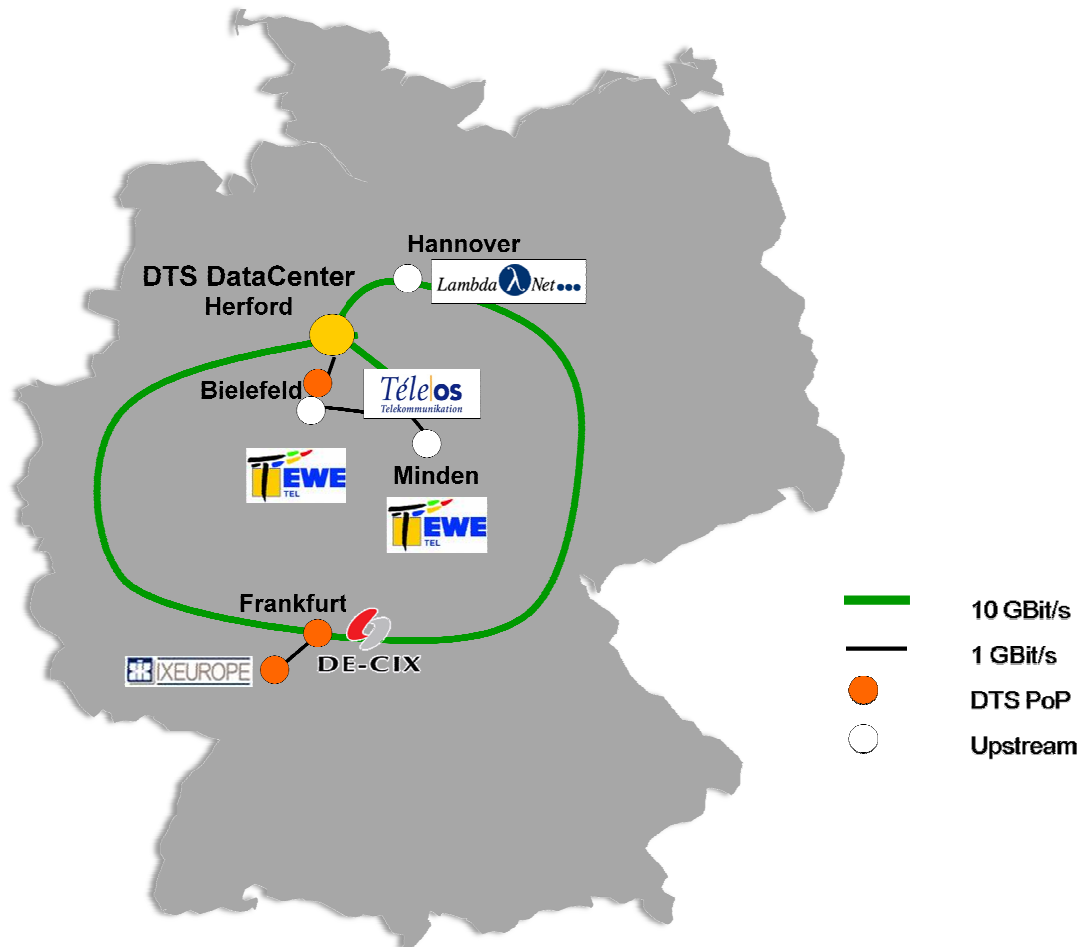 Hannover
DTS DataCenter
Herford
Lambda λ Net
Bielefeld
Téle|os
Telekommunikation
EWE
TEL
Minden
EWE
TEL
Frankfurt
DE-CIX
IXEUROPE
10 GBit/s
1 GBit/s
DTS PoP
Upstream